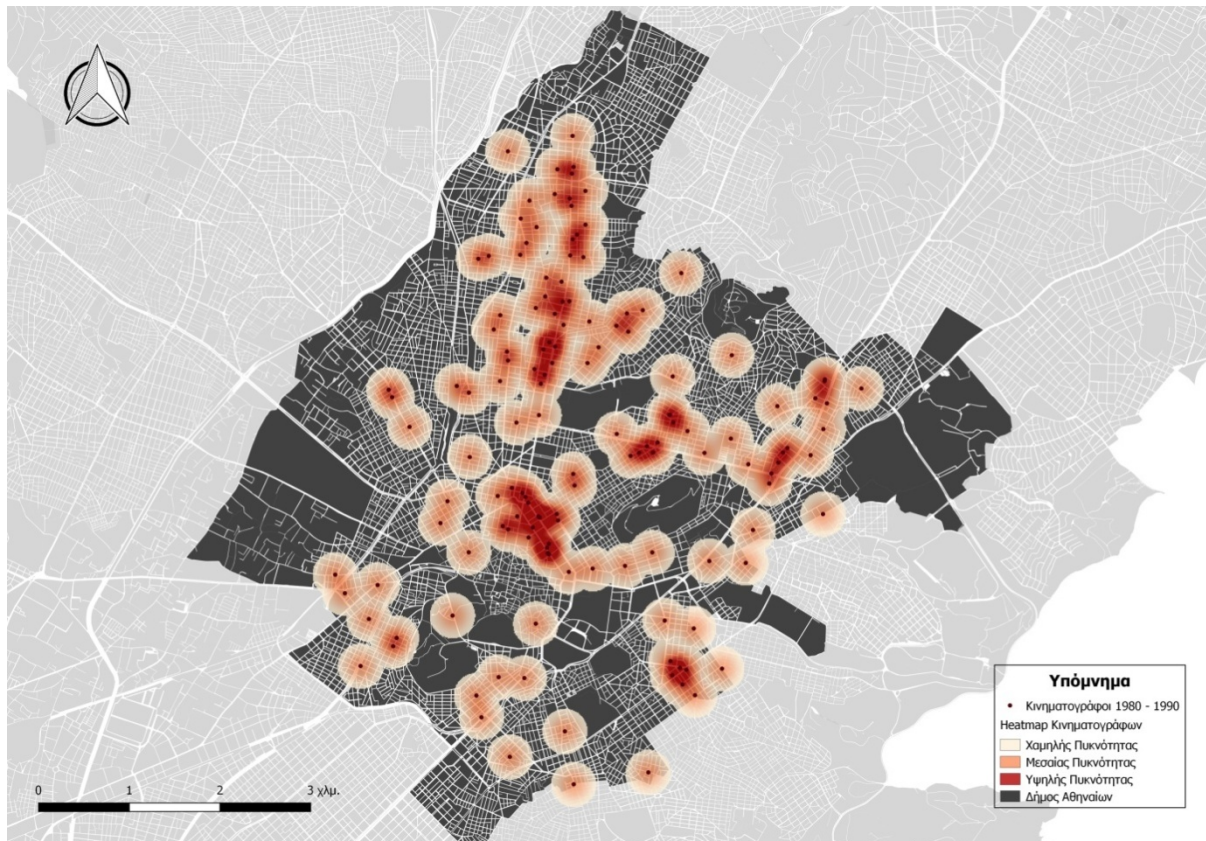 Υπόμνημα
Κινηματογράφοι 1980 - 1990
Heatmap Κινηματογράφων
Χαμηλής Πυκνότητας
Μεσαίας Πυκνότητας
Υψηλής Πυκνότητας
Δήμος Αθηναίων
0 1 2 3 χλμ.